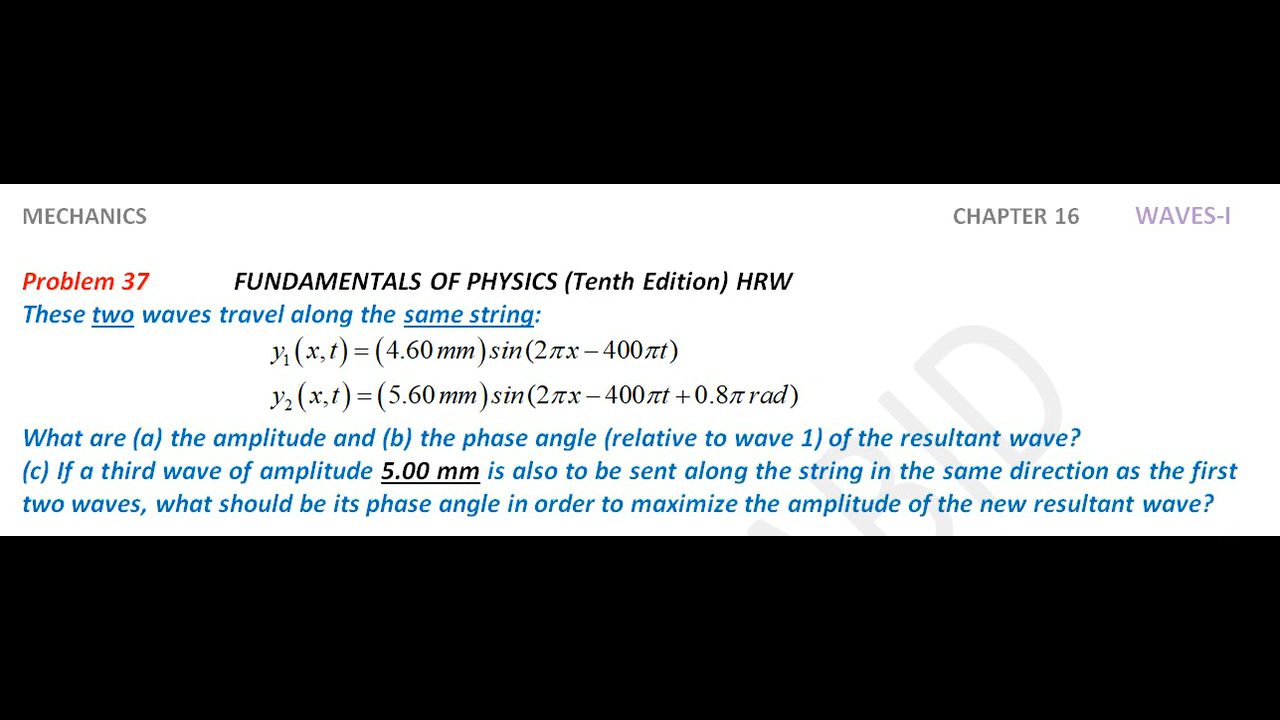 MECHANICS CHAPTER 16 WAVES-I
Problem 37 FUNDAMENTALS OF PHYSICS (Tenth Edition) HRW
These two waves travel along the same string:
y₁(x,t) = (4.60 mm) sin(2πx − 400πt)
y₂(x,t) = (5.60 mm) sin(2πx − 400πt + 0.8π rad)
What are (a) the amplitude and (b) the phase angle (relative to wave 1) of the resultant wave?
(c) If a third wave of amplitude 5.00 mm is also to be sent along the string in the same direction as the first
two waves, what should be its phase angle in order to maximize the amplitude of the new resultant wave?
ABID